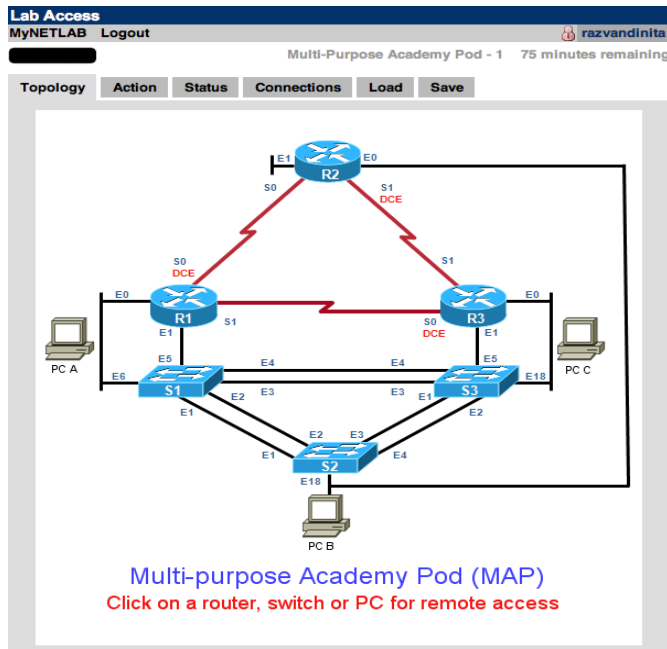 Lab Access
MyNETLAB Logout razvandinita
Multi-Purpose Academy Pod - 1 75 minutes remaining
Topology Action Status Connections Load Save
E1 E0
R2
S0 S1
DCE
S0
DCE
S1
E0 R1 S1 S0
DCE
R3 E0
E1 E1
PC A PC C
E5 E4 E4 E5
E6 S1 E3 E3 S3 E18
E1 E2 E1 E2
E2 E3
E1 S2 E4
E18
PC B
Multi-purpose Academy Pod (MAP)
Click on a router, switch or PC for remote access